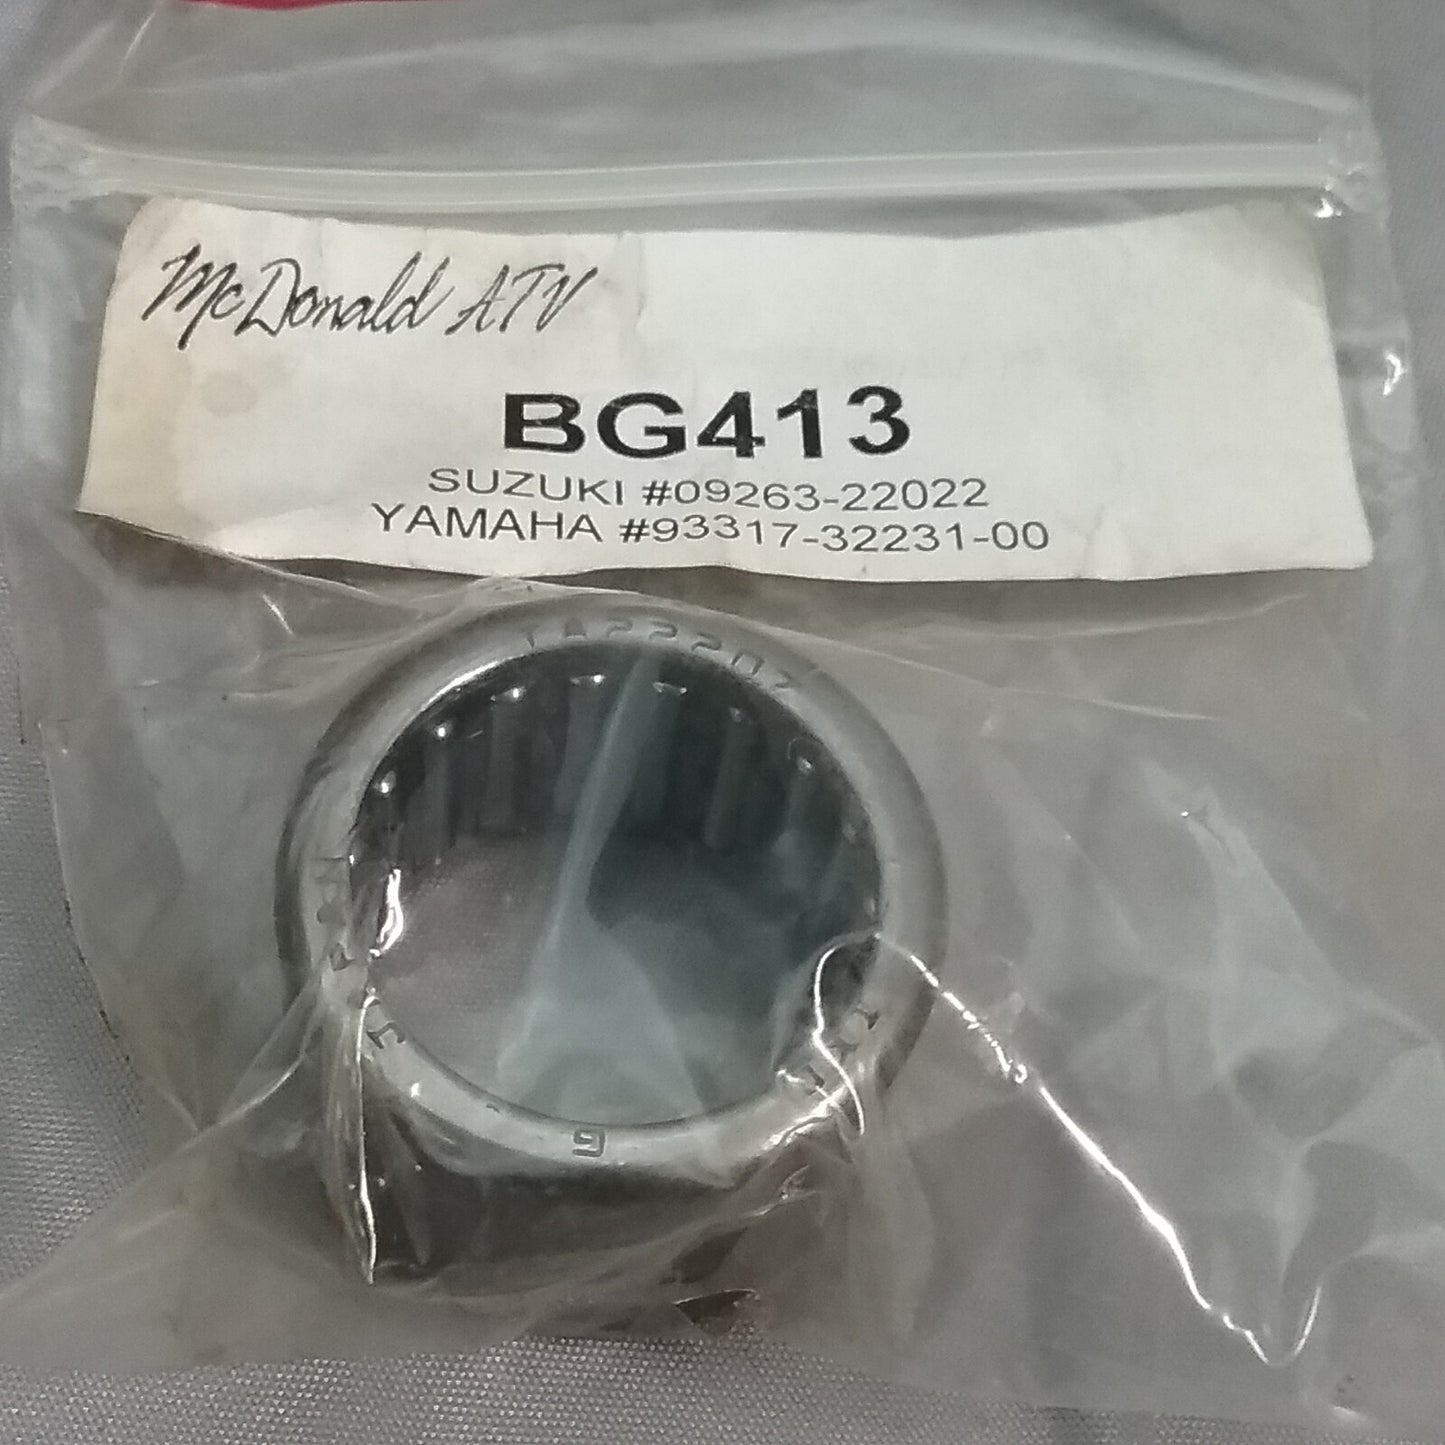 McDonald ATV
BG413
SUZUKI #09263-22022
YAMAHA #93317-32231-00
G